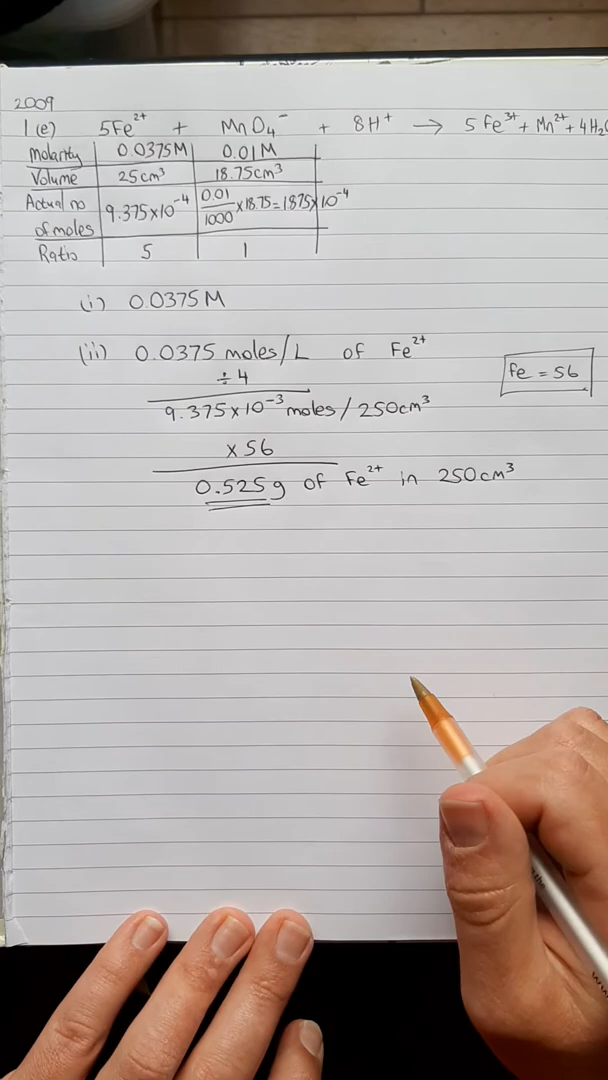 2009
1(e) 5Fe²⁺ + MnO₄⁻ + 8H⁺ → 5Fe³⁺ + Mn²⁺ + 4H₂
Molarity 0.0375M 0.01M
Volume 25cm³ 18.75cm³
Actual no of moles 9.375×10⁻⁴ 0.01/1000 ×18.75=1.875×10⁻⁴
Ratio 5 1
(i) 0.0375M
(ii) 0.0375 moles/L of Fe²⁺
÷4
Fe = 56
9.375×10⁻³ moles/250cm³
×56
0.525g of Fe²⁺ in 250cm³